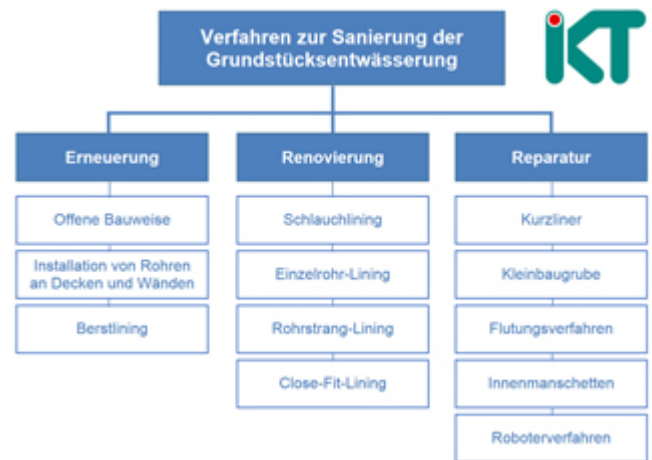 Verfahren zur Sanierung der
Grundstücksentwässerung
iKT
Erneuerung
Offene Bauweise
Installation von Rohren
an Decken und Wänden
Berstlining
Renovierung
Schlauchlining
Einzelrohr-Lining
Rohrstrang-Lining
Close-Fit-Lining
Reparatur
Kurzliner
Kleinbaugrube
Flutungsverfahren
Innenmanschetten
Roboterverfahren